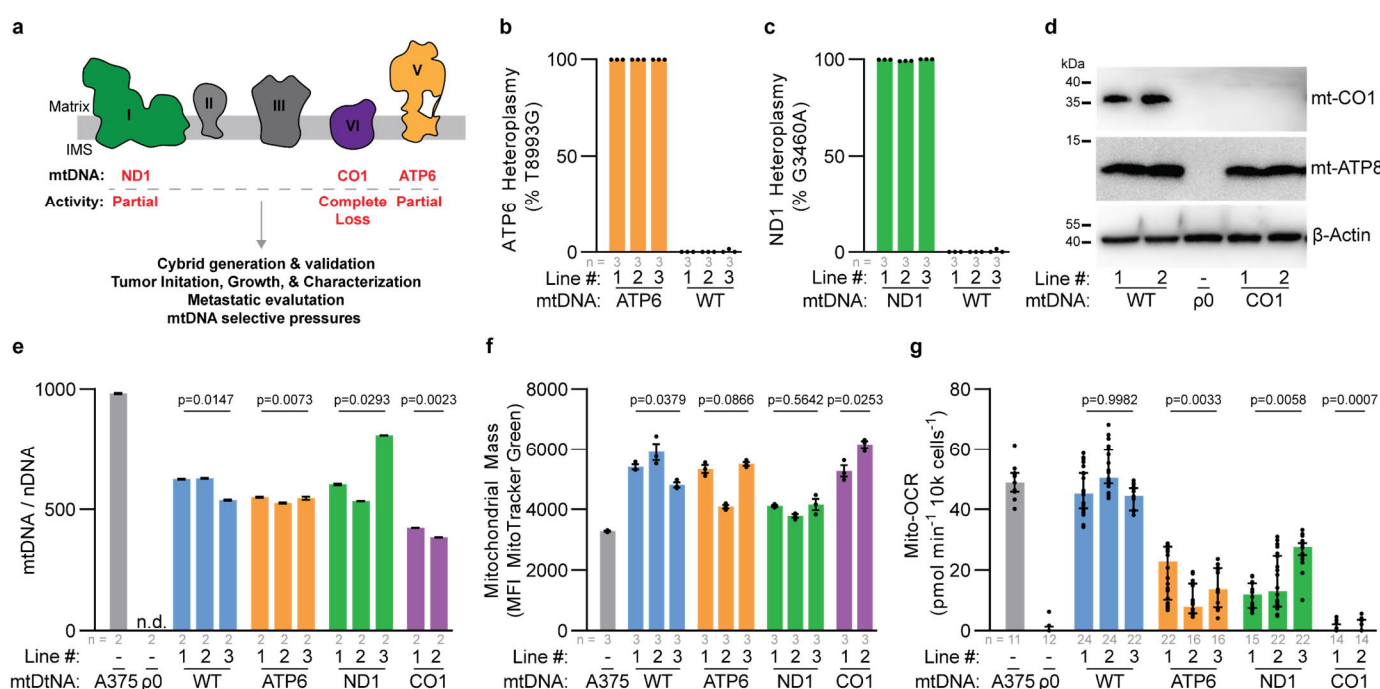 a
Matrix
IMS
I
II
III
VI
V
mtDNA: ND1 CO1 ATP6
Activity: Partial Complete Loss Partial
Cybrid generation & validation
Tumor Initation, Growth, & Characterization
Metastatic evalutation
mtDNA selective pressures
b
ATP6 Heteroplasmy
(% T8993G)
100
50
0
n = 3 3 3 3 3 3
Line #: 1 2 3 1 2 3
mtDNA: ATP6 WT
c
ND1 Heteroplasmy
(% G3460A)
100
50
0
n = 3 3 3 3 3 3
Line #: 1 2 3 1 2 3
mtDNA: ND1 WT
d
kDa
40
35
15
55
40
mt-CO1
mt-ATP8
β-Actin
Line #: 1 2 - 1 2
mtDNA: WT ρ0 CO1
e
mtDNA / nDNA
1000
500
0
p=0.0147 p=0.0073 p=0.0293 p=0.0023
n.d.
n = 2 2 2 2 2 2 2 2 2 2 2 2 2
Line #: - - 1 2 3 1 2 3 1 2 3 1 2
mtDtNA: A375 ρ0 WT ATP6 ND1 CO1
f
Mitochondrial Mass
(MFI MitoTracker Green)
8000
6000
4000
2000
0
p=0.0379 p=0.0866 p=0.5642 p=0.0253
n = 3 3 3 3 3 3 3 3 3 3 3 3
Line #: - 1 2 3 1 2 3 1 2 3 1 2
mtDNA: A375 WT ATP6 ND1 CO1
g
Mito-OCR
(pmol min⁻¹ 10k cells⁻¹)
80
60
40
20
0
p=0.9982 p=0.0033 p=0.0058 p=0.0007
n = 11 12 24 24 22 22 16 16 15 22 22 14 14
Line #: - - 1 2 3 1 2 3 1 2 3 1 2
mtDNA: A375 ρ0 WT ATP6 ND1 CO1